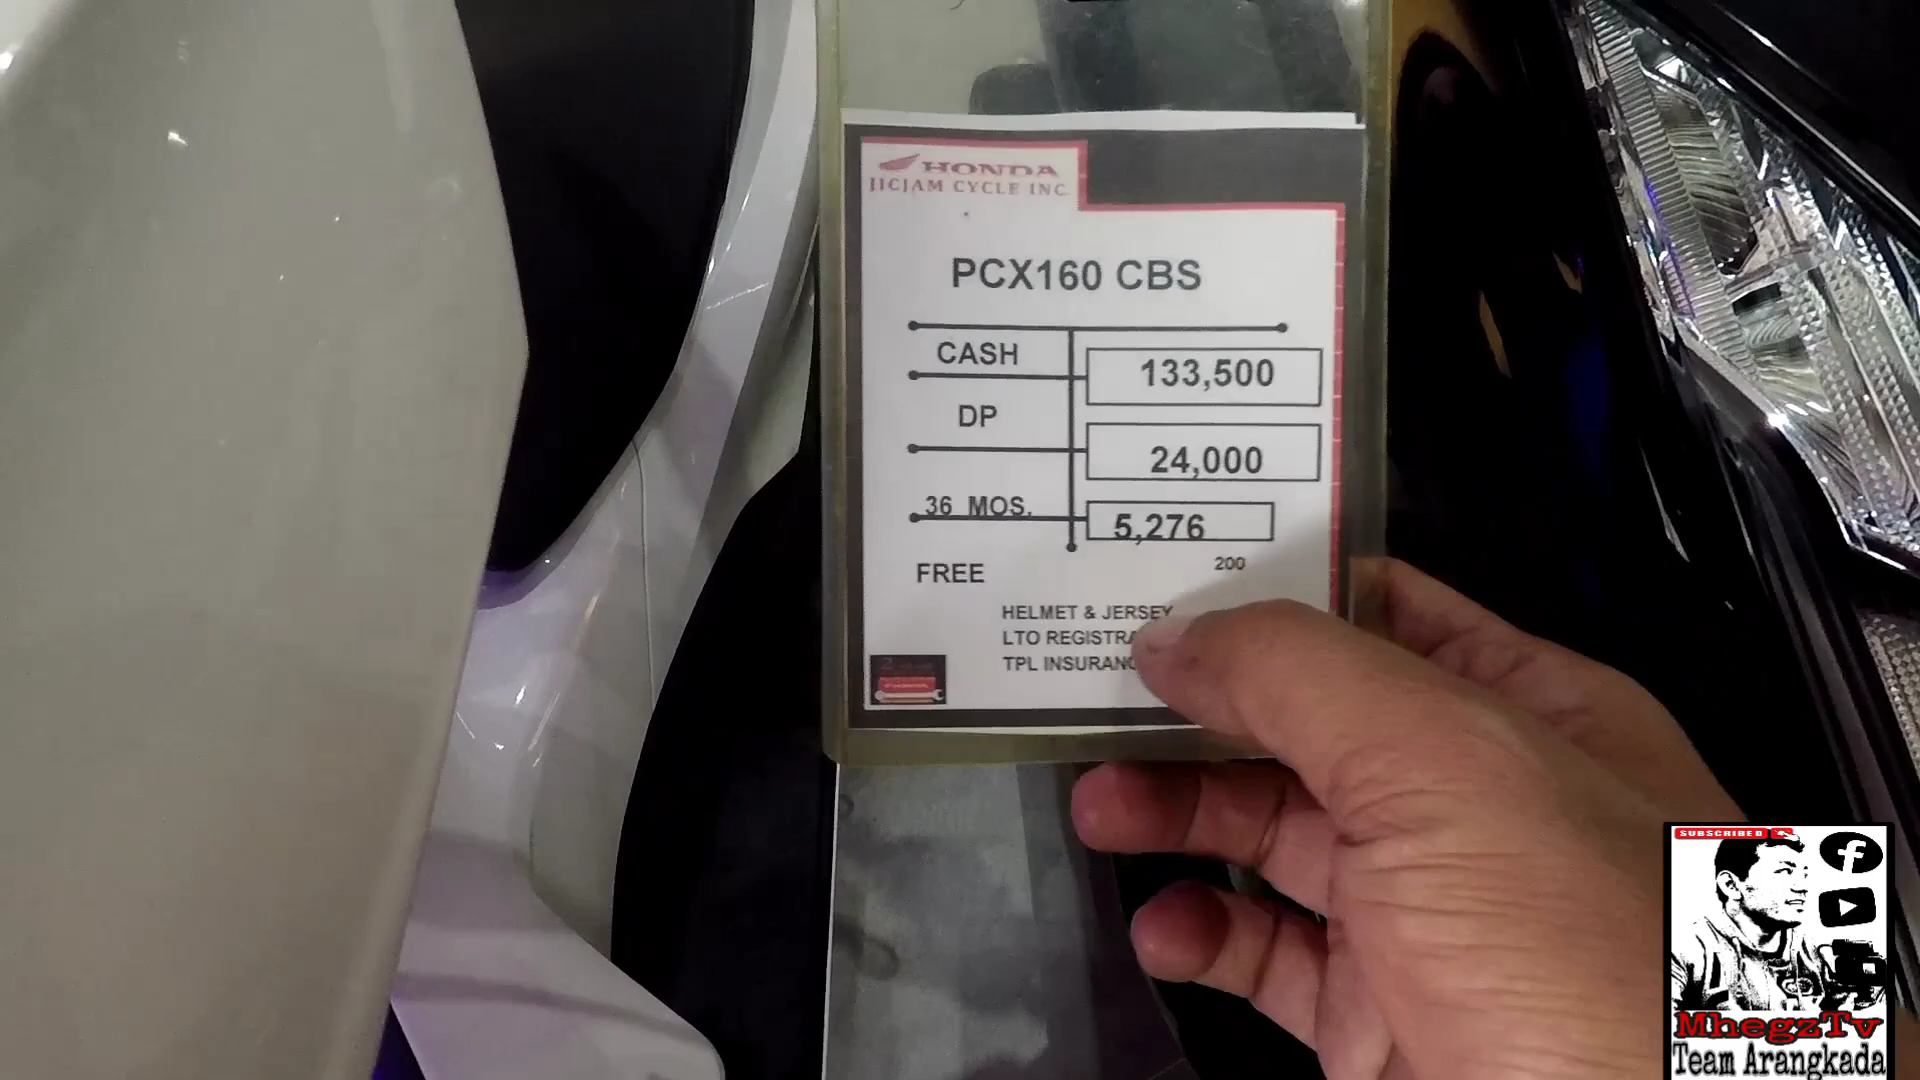 HONDA
JICJAM CYCLE INC.
PCX160 CBS
CASH 133,500
DP 24,000
36 MOS. 5,276
200
FREE
HELMET & JERSEY
LTO REGISTRA
TPL INSURANC
SUBSCRIBED
MhegzTv
Team Arangkada